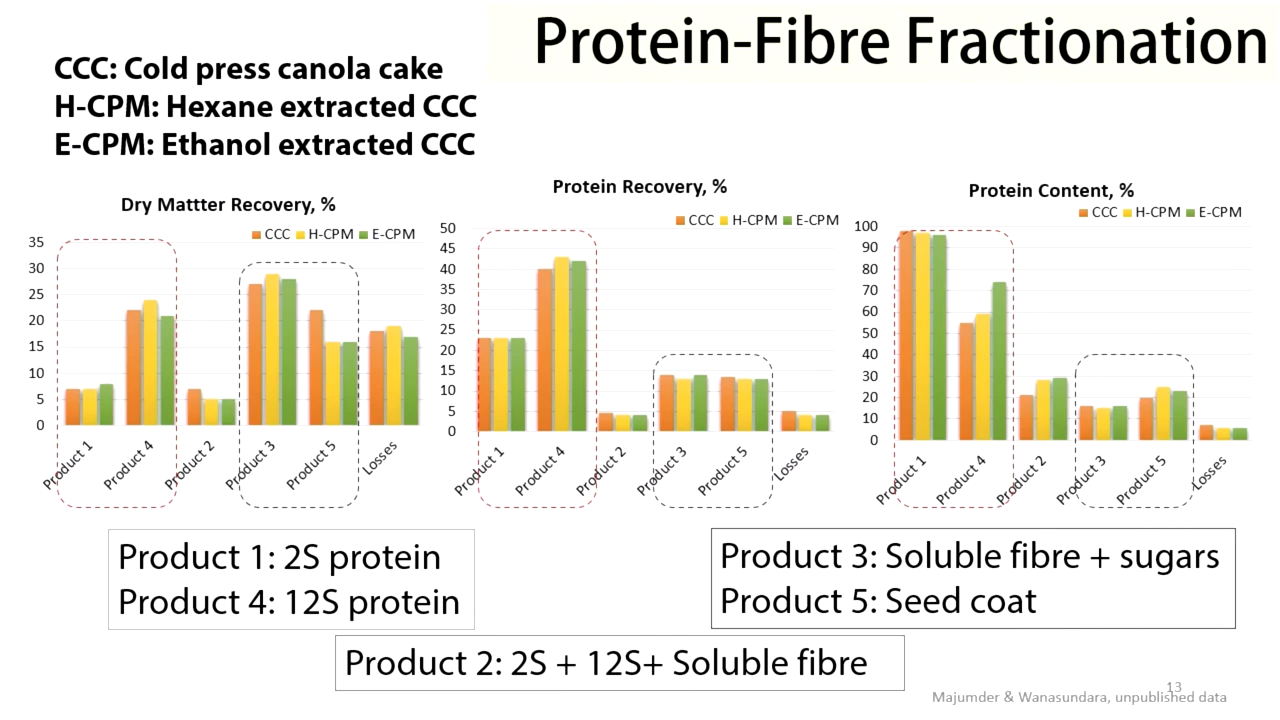 Protein-Fibre Fractionation
CCC: Cold press canola cake
H-CPM: Hexane extracted CCC
E-CPM: Ethanol extracted CCC
Dry Mattter Recovery, %
CCC H-CPM E-CPM
35
30
25
20
15
10
5
0
Product 1
Product 4
Product 2
Product 3
Product 5
Losses
Protein Recovery, %
CCC H-CPM E-CPM
50
45
40
35
30
25
20
15
10
5
0
Product 1
Product 4
Product 2
Product 3
Product 5
Losses
Protein Content, %
CCC H-CPM E-CPM
100
90
80
70
60
50
40
30
20
10
0
Product 1
Product 4
Product 2
Product 3
Product 5
Losses
Product 1: 2S protein
Product 4: 12S protein
Product 3: Soluble fibre + sugars
Product 5: Seed coat
Product 2: 2S + 12S+ Soluble fibre
13
Majumder & Wanasundara, unpublished data